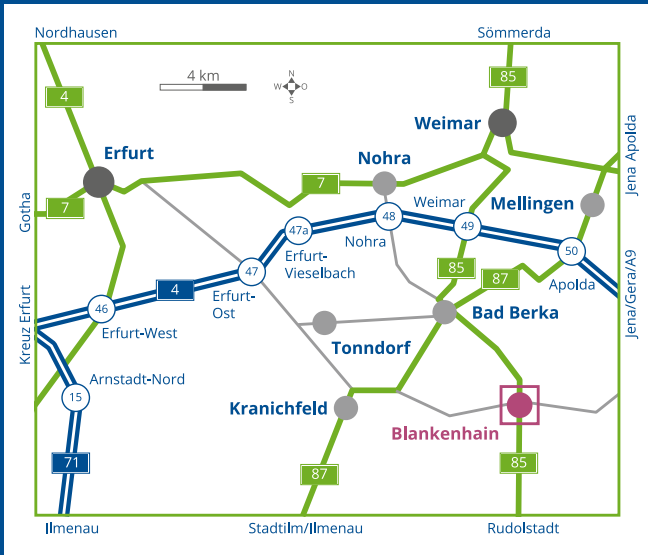 Nordhausen
Sömmerda
4 km
N
W O
S
85
4
Weimar
Erfurt
Nohra
7
Jena Apolda
Mellingen
Gotha
7
Weimar
47a
48
49
Nohra
Erfurt-
Vieselbach
50
47
85
87
Apolda
4
Erfurt-
Ost
Jena/Gera/A9
Kreuz Erfurt
46
Erfurt-West
Bad Berka
Tonndorf
Arnstadt-Nord
15
Kranichfeld
Blankenhain
71
87
85
Ilmenau
Stadtilm/Ilmenau
Rudolstadt